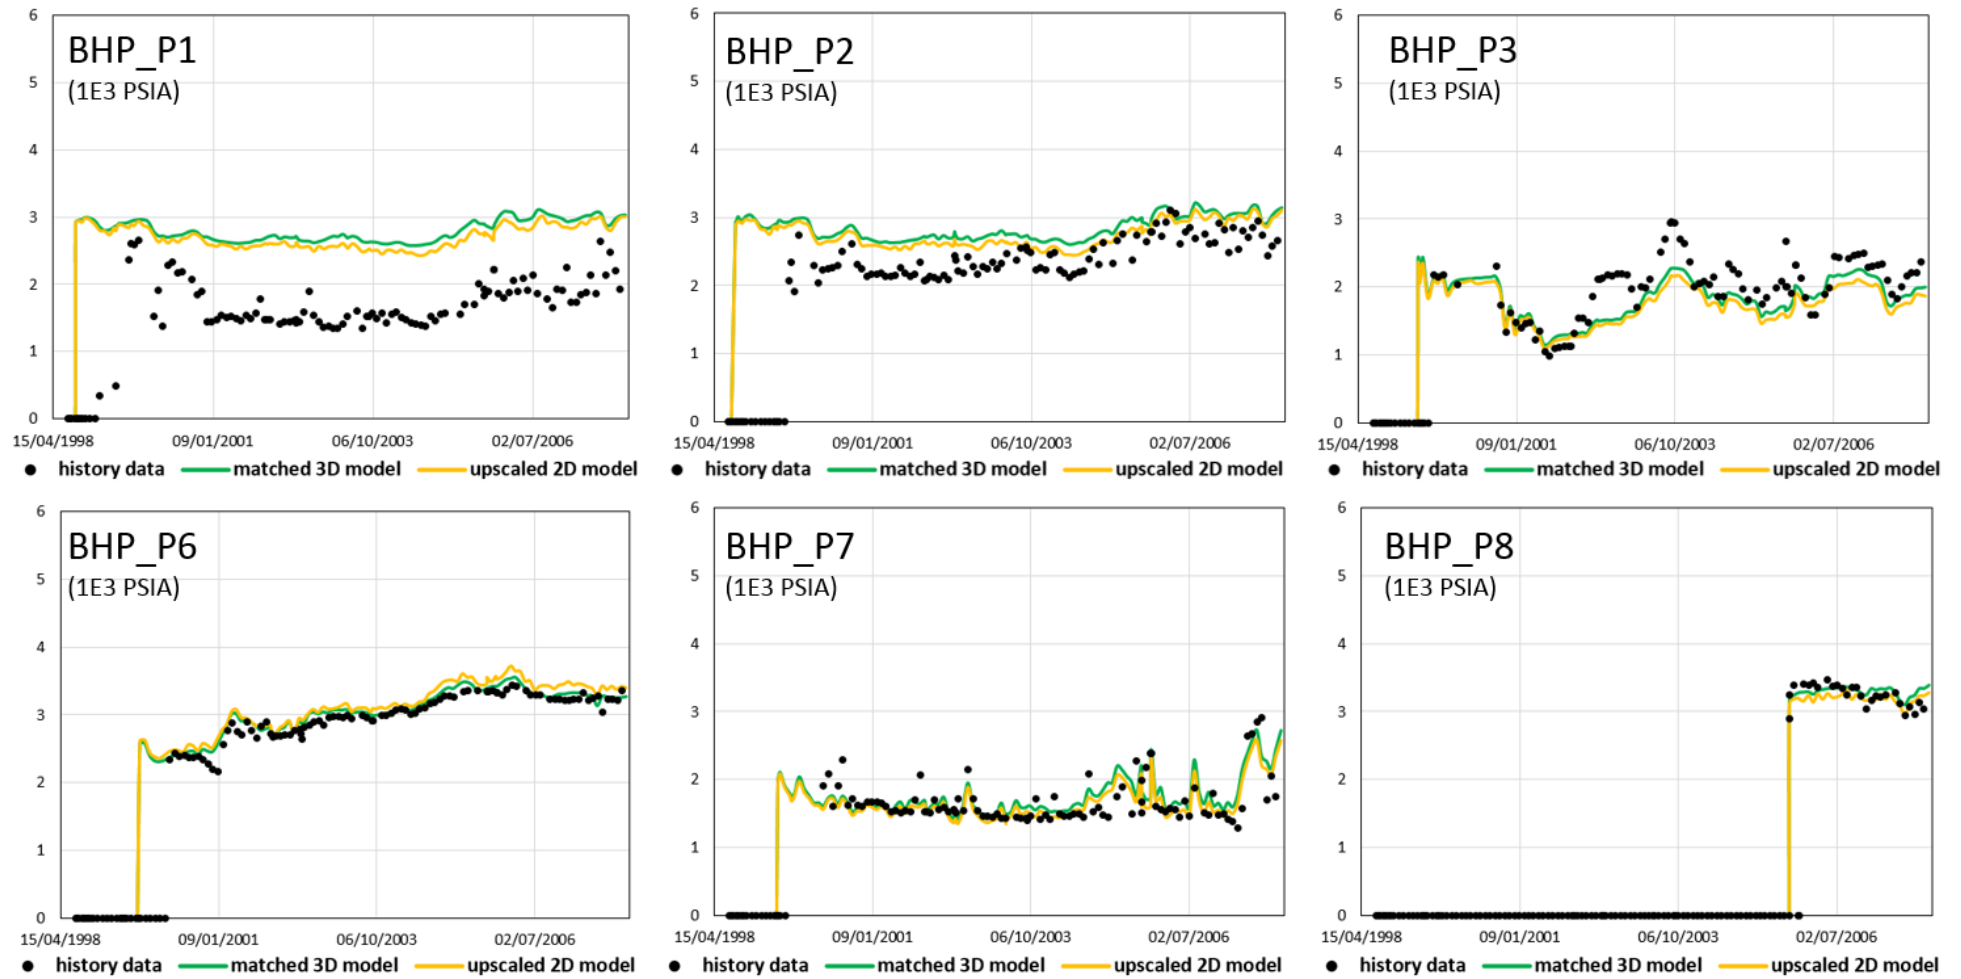 6
5
4
3
2
1
0
BHP_P1
(1E3 PSIA)
15/04/1998 09/01/2001 06/10/2003 02/07/2006
history data matched 3D model upscaled 2D model
6
5
4
3
2
1
0
BHP_P2
(1E3 PSIA)
15/04/1998 09/01/2001 06/10/2003 02/07/2006
history data matched 3D model upscaled 2D model
6
5
4
3
2
1
0
BHP_P3
(1E3 PSIA)
15/04/1998 09/01/2001 06/10/2003 02/07/2006
history data matched 3D model upscaled 2D model
6
5
4
3
2
1
0
BHP_P6
(1E3 PSIA)
15/04/1998 09/01/2001 06/10/2003 02/07/2006
history data matched 3D model upscaled 2D model
6
5
4
3
2
1
0
BHP_P7
(1E3 PSIA)
15/04/1998 09/01/2001 06/10/2003 02/07/2006
history data matched 3D model upscaled 2D model
6
5
4
3
2
1
0
BHP_P8
(1E3 PSIA)
15/04/1998 09/01/2001 06/10/2003 02/07/2006
history data matched 3D model upscaled 2D model